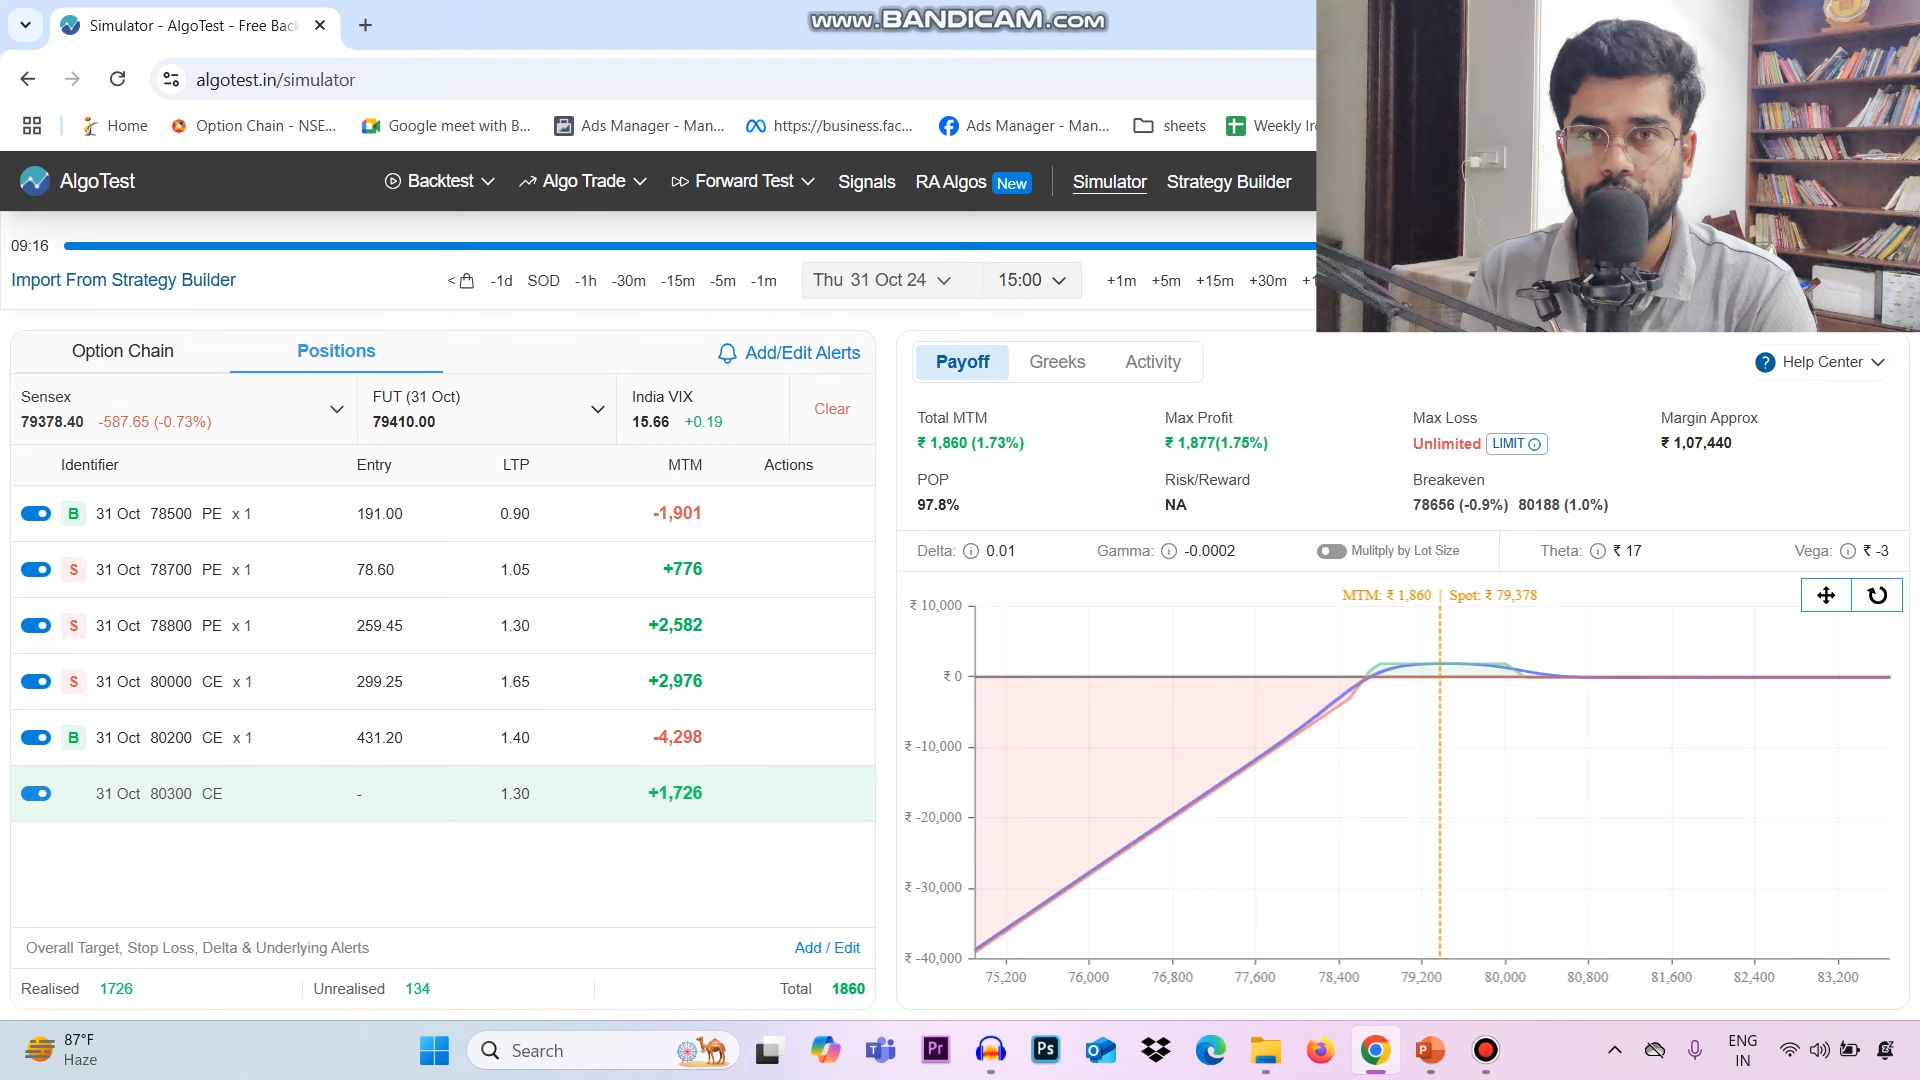 www.BANDICAM.com
Simulator - AlgoTest - Free Back
algotest.in/simulator
Home
Option Chain - NSE...
Google meet with B...
Ads Manager - Man...
https://business.fac...
Ads Manager - Man...
sheets
Weekly Iro
AlgoTest
Backtest
Algo Trade
Forward Test
Signals
RA Algos New
Simulator
Strategy Builder
09:16
Import From Strategy Builder
-1d SOD -1h -30m -15m -5m -1m
Thu 31 Oct 24
15:00
+1m +5m +15m +30m +1
Option Chain
Positions
Add/Edit Alerts
Sensex
79378.40 -587.65 (-0.73%)
FUT (31 Oct)
79410.00
India VIX
15.66 +0.19
Clear
Identifier Entry LTP MTM Actions
B 31 Oct 78500 PE x 1 191.00 0.90 -1,901
S 31 Oct 78700 PE x 1 78.60 1.05 +776
S 31 Oct 78800 PE x 1 259.45 1.30 +2,582
S 31 Oct 80000 CE x 1 299.25 1.65 +2,976
B 31 Oct 80200 CE x 1 431.20 1.40 -4,298
31 Oct 80300 CE - 1.30 +1,726
Overall Target, Stop Loss, Delta & Underlying Alerts Add / Edit
Realised 1726 Unrealised 134 Total 1860
Payoff Greeks Activity
Help Center
Total MTM
₹ 1,860 (1.73%)
Max Profit
₹ 1,877(1.75%)
Max Loss
Unlimited LIMIT
Margin Approx
₹ 1,07,440
POP
97.8%
Risk/Reward
NA
Breakeven
78656 (-0.9%) 80188 (1.0%)
Delta: 0.01 Gamma: -0.0002 Mulitply by Lot Size Theta: ₹ 17 Vega: ₹ -3
MTM: ₹ 1,860 | Spot: ₹ 79,378
₹ 10,000
₹ 0
₹ -10,000
₹ -20,000
₹ -30,000
₹ -40,000
75,200 76,000 76,800 77,600 78,400 79,200 80,000 80,800 81,600 82,400 83,200
87°F
Haze
Search
ENG
IN